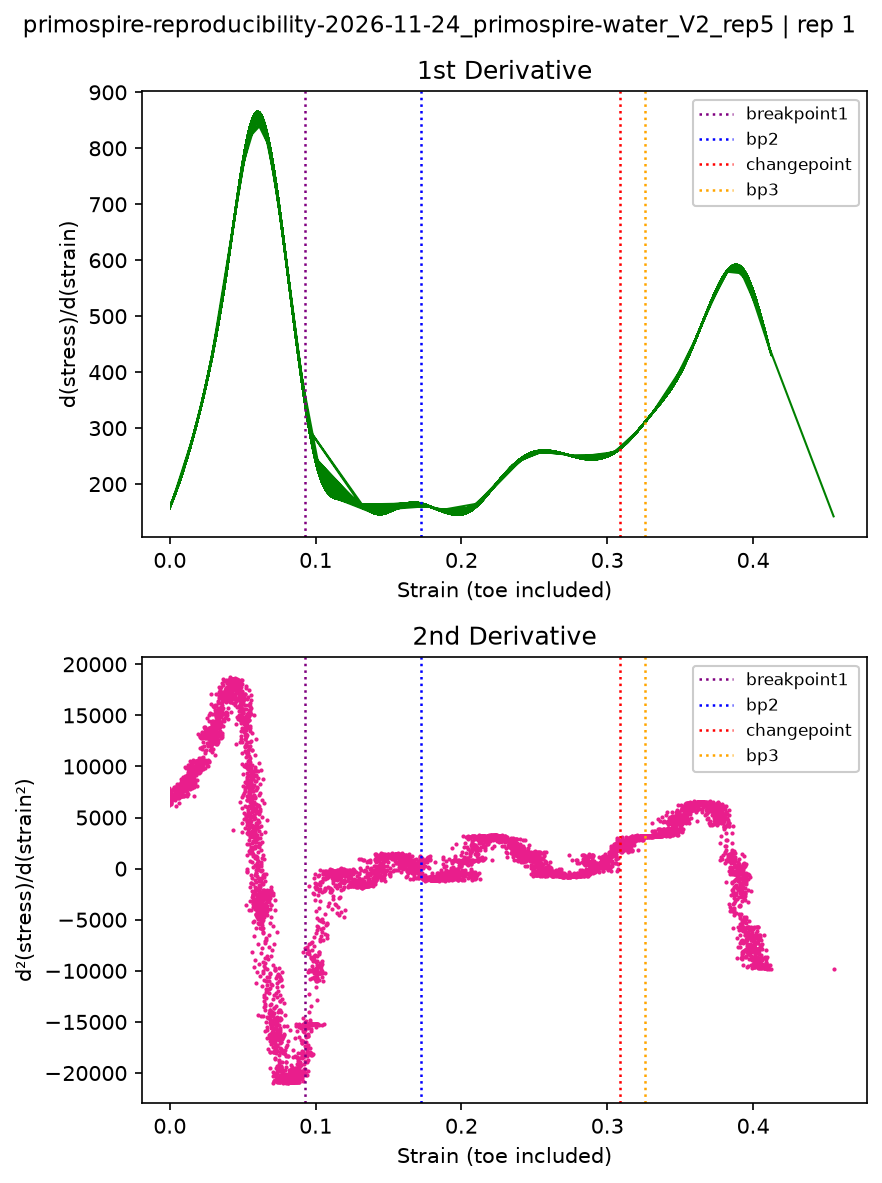 primospire-reproducibility-2026-11-24_primospire-water_V2_rep5 | rep 1
1st Derivative
900
800
700
600
500
400
300
200
d(stress)/d(strain)
breakpoint1
bp2
changepoint
bp3
0.0 0.1 0.2 0.3 0.4
Strain (toe included)
2nd Derivative
20000
15000
10000
5000
0
−5000
−10000
−15000
−20000
d²(stress)/d(strain²)
breakpoint1
bp2
changepoint
bp3
0.0 0.1 0.2 0.3 0.4
Strain (toe included)